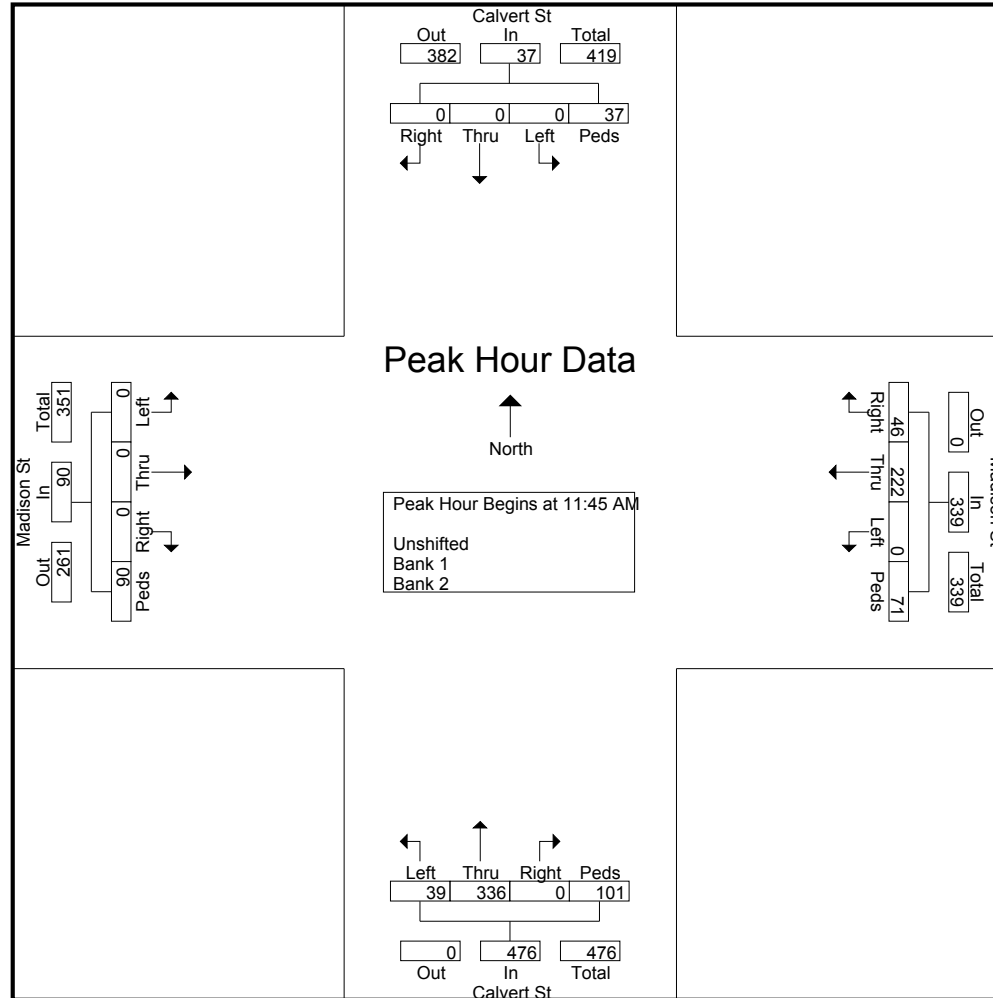 Calvert St
Out In Total
382 37 419
0 0 0 37
Right Thru Left Peds
Peak Hour Data
North
Peak Hour Begins at 11:45 AM
Unshifted
Bank 1
Bank 2
Madison St
Out In Total
261 90 351
0 0 0 90
Left Thru Right Peds
Right Thru Left Peds
46 222 0 71
Out In Total
0 339 339
Madison St
Left Thru Right Peds
39 336 0 101
0 476 476
Out In Total
Calvert St